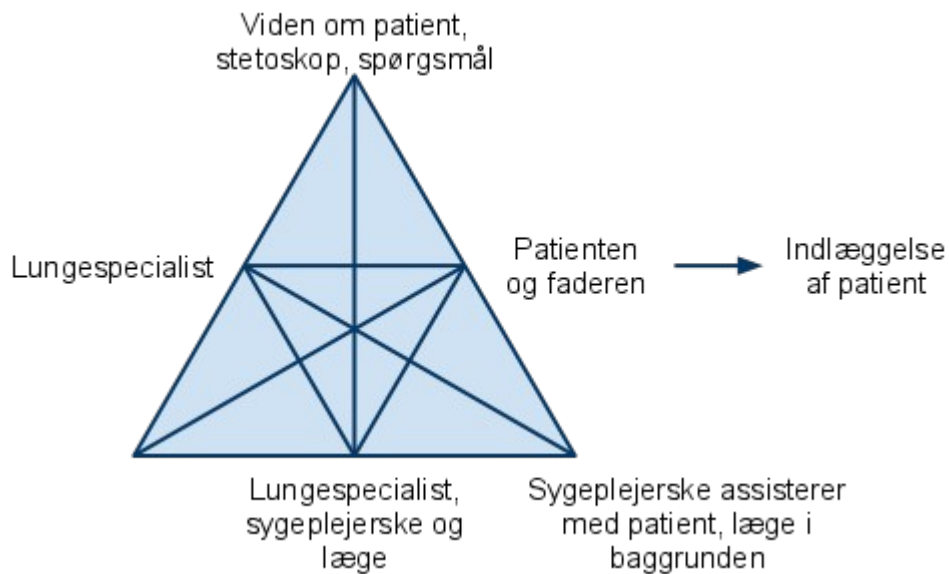 Viden om patient,
stetoskop, spørgsmål
Lungespecialist
Patienten
og faderen
Indlæggelse
af patient
Lungespecialist,
sygeplejerske og
læge
Sygeplejerske assisterer
med patient, læge i
baggrunden